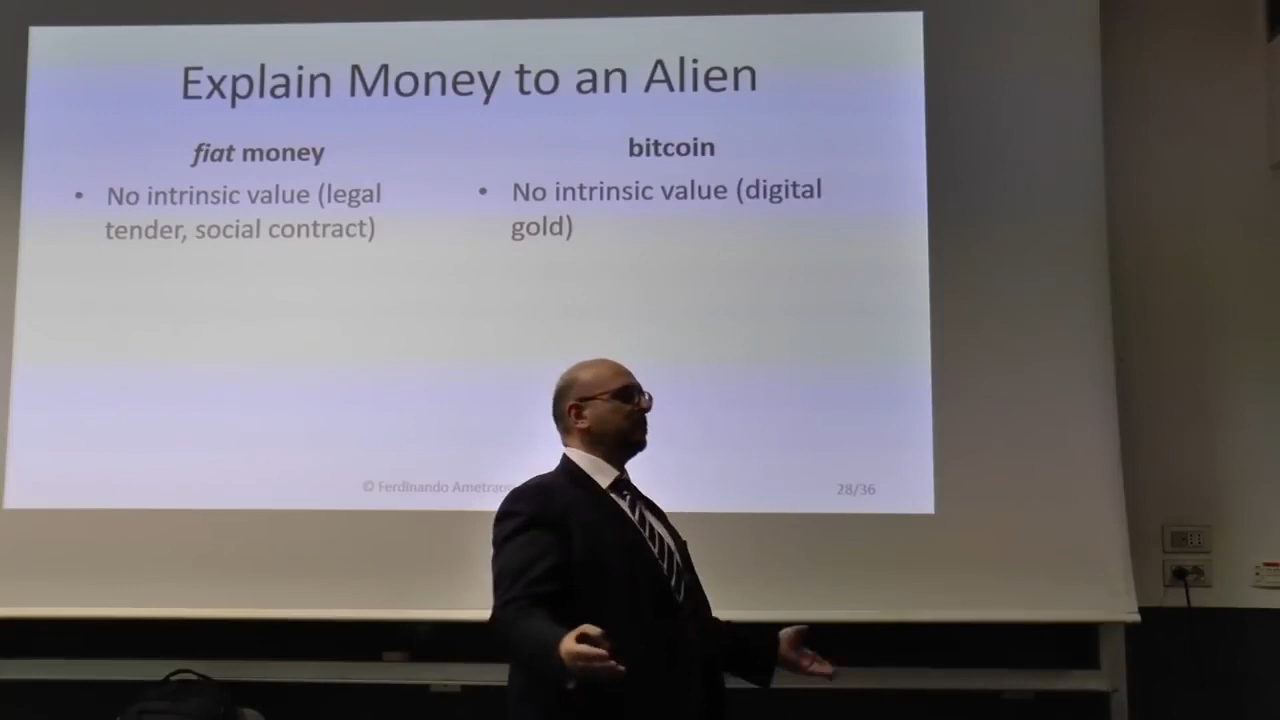 Explain Money to an Alien
fiat money
• No intrinsic value (legal
tender, social contract)
bitcoin
• No intrinsic value (digital
gold)
© Ferdinando
28/36